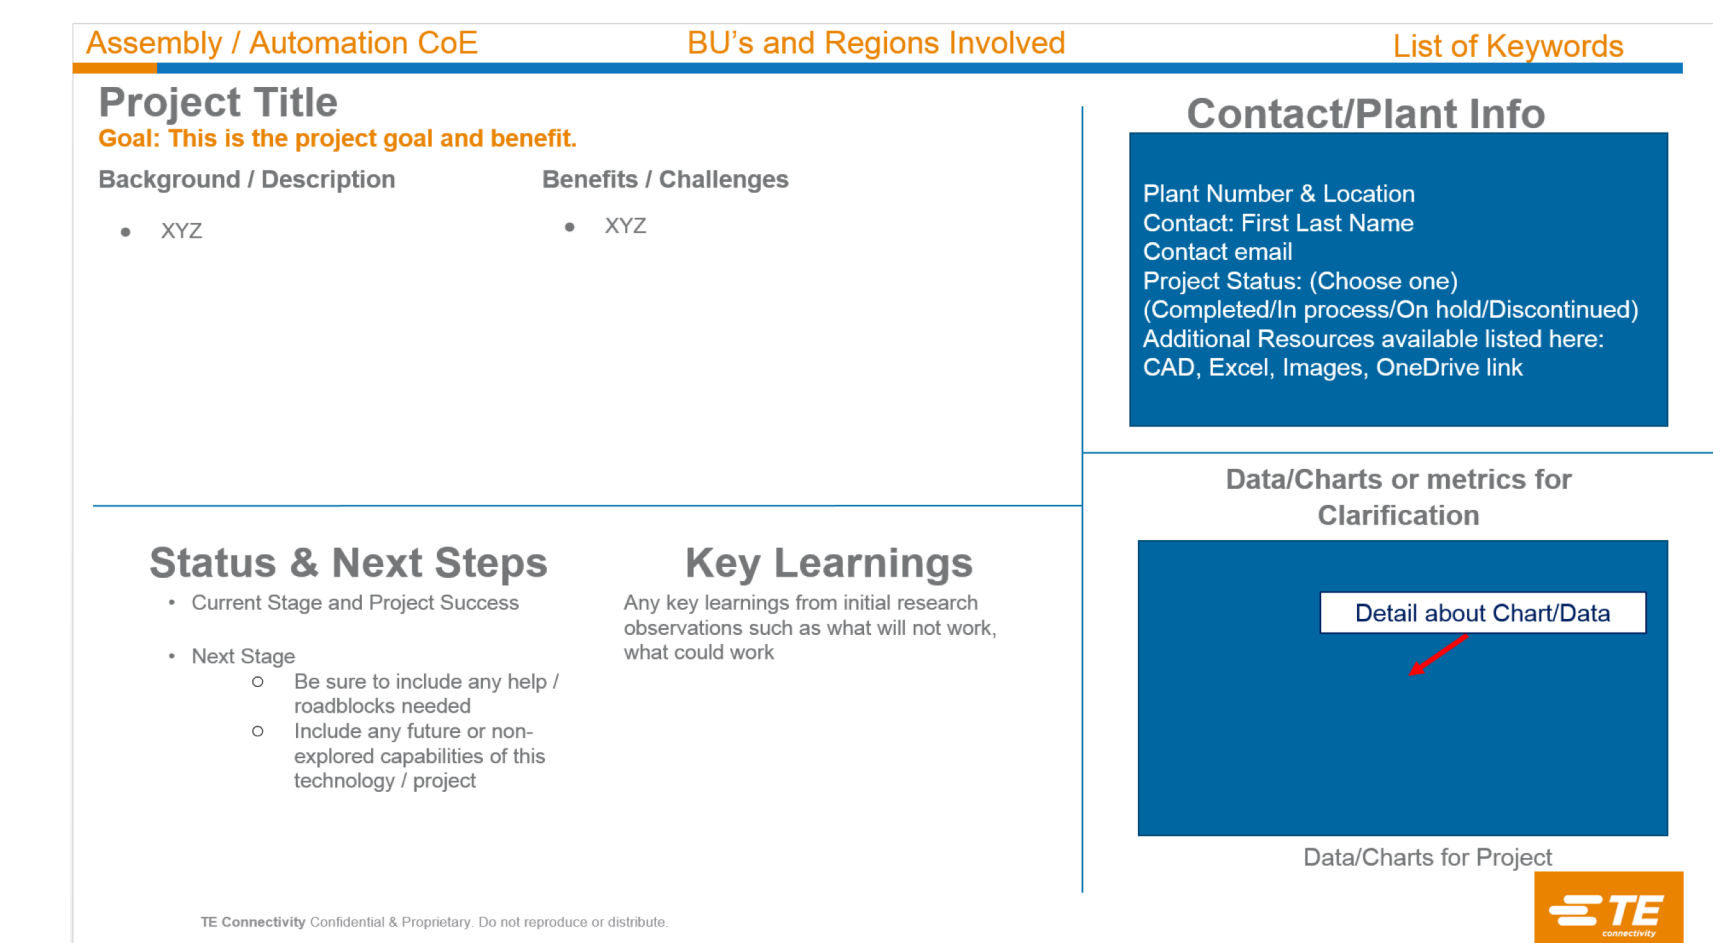 Assembly / Automation CoE
BU's and Regions Involved
List of Keywords
Project Title
Goal: This is the project goal and benefit.
Background / Description
• XYZ
Benefits / Challenges
• XYZ
Contact/Plant Info
Plant Number & Location
Contact: First Last Name
Contact email
Project Status: (Choose one)
(Completed/In process/On hold/Discontinued)
Additional Resources available listed here:
CAD, Excel, Images, OneDrive link
Status & Next Steps
• Current Stage and Project Success
• Next Stage
o Be sure to include any help /
roadblocks needed
o Include any future or non-
explored capabilities of this
technology / project
Key Learnings
Any key learnings from initial research
observations such as what will not work,
what could work
Data/Charts or metrics for
Clarification
Detail about Chart/Data
Data/Charts for Project
TE Connectivity Confidential & Proprietary. Do not reproduce or distribute.
TE
connectivity